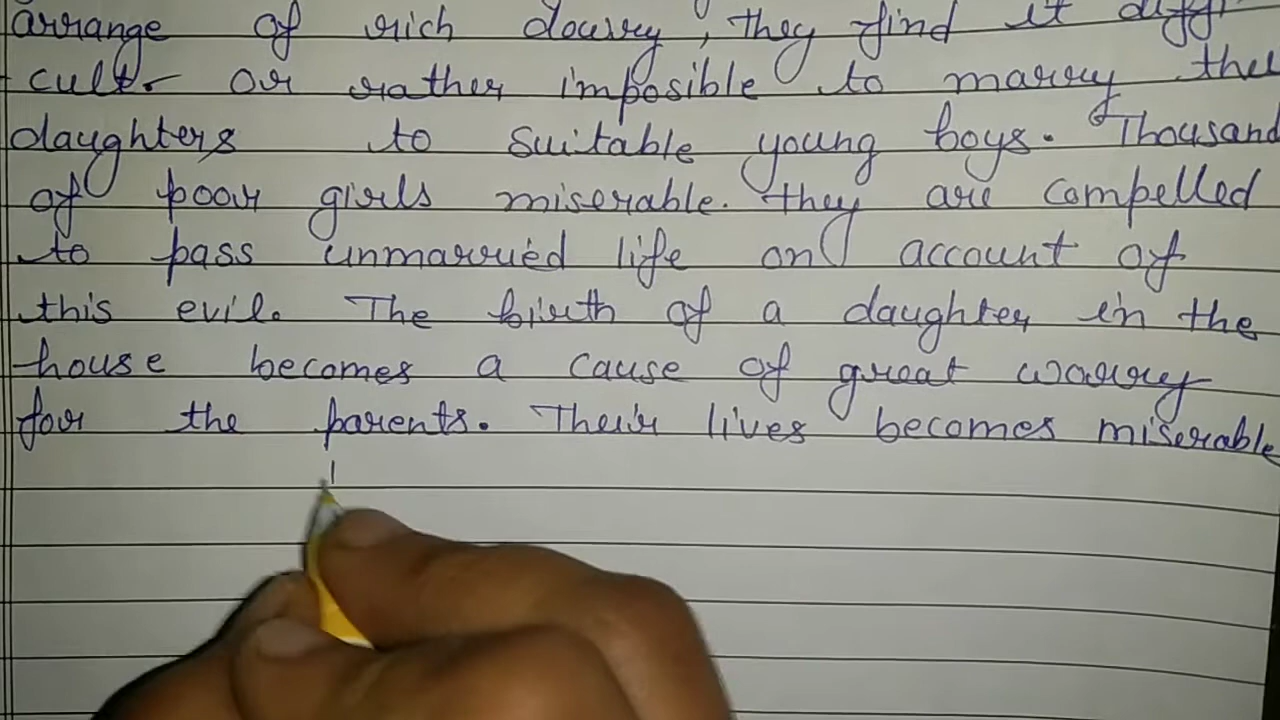 arrange of rich dowry, they find it diffi
cult or rather imposible to marry the
daughters to suitable young boys. Thousand
of poor girls miserable. they are compelled
to pass unmarried life on account of
this evil. The birth of a daughter in the
house becomes a cause of great worry
for the parents. Their lives becomes miserable